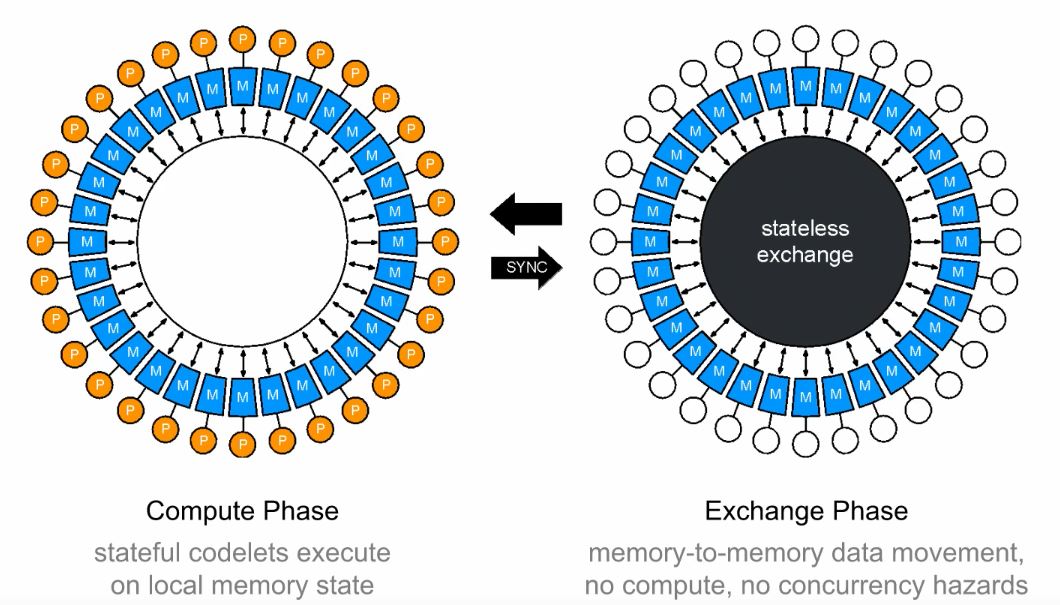 P P P P P P P P P P P P P P P P P P P P P P P P P P P P P P P P
M M M M M M M M M M M M M M M M M M M M M M M M M M M M M M M M
SYNC
M M M M M M M M M M M M M M M M M M M M M M M M M M M M M M M M
stateless
exchange
Compute Phase
stateful codelets execute
on local memory state
Exchange Phase
memory-to-memory data movement,
no compute, no concurrency hazards